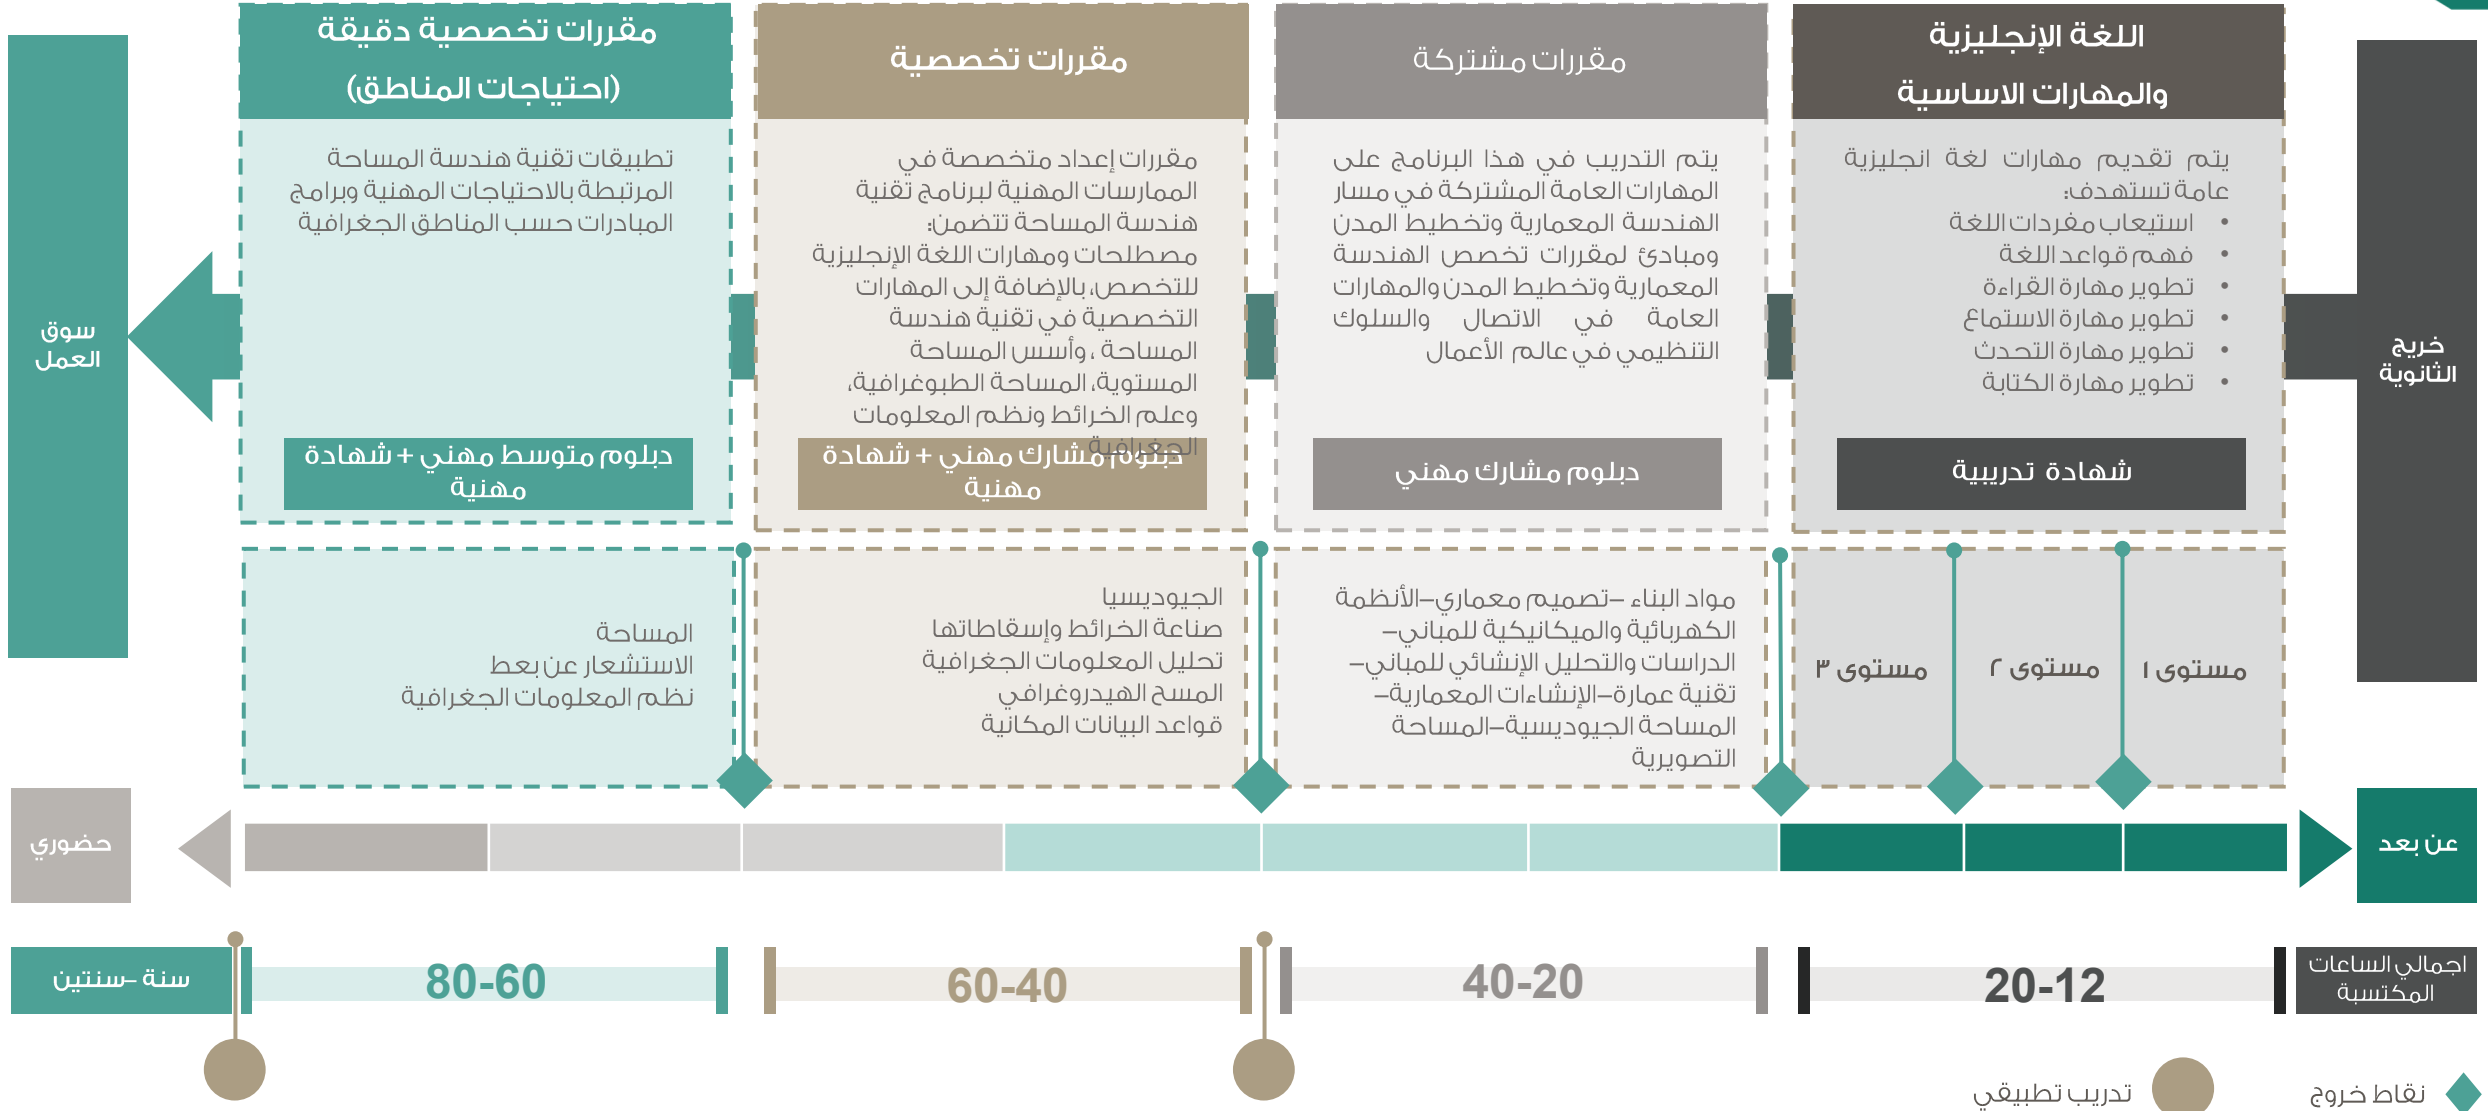 خريج
الثانوية
اللغة الإنجليزية
والمهارات الاساسية
يتم تقديم مهارات لغة انجليزية
عامة تستهدف:
• استيعاب مفردات اللغة
• فهم قواعد اللغة
• تطوير مهارة القراءة
• تطوير مهارة الاستماع
• تطوير مهارة التحدث
• تطوير مهارة الكتابة
شهادة تدريبية
مقررات مشتركة
يتم التدريب في هذا البرنامج على
المهارات العامة المشتركة في مسار
الهندسة المعمارية وتخطيط المدن
ومبادئ لمقررات تخصص الهندسة
المعمارية وتخطيط المدن والمهارات
العامة في الاتصال والسلوك
التنظيمي في عالم الأعمال
دبلوم مشارك مهني
مقررات تخصصية
مقررات إعداد متخصصة في
الممارسات المهنية لبرنامج تقنية
هندسة المساحة تتضمن:
مصطلحات ومهارات اللغة الإنجليزية
للتخصص، بالإضافة إلى المهارات
التخصصية في تقنية هندسة
المساحة ، وأسس المساحة
المستوية، المساحة الطبوغرافية،
وعلم الخرائط ونظم المعلومات
الجغرافية
دبلوم مشارك مهني + شهادة
مهنية
مقررات تخصصية دقيقة
(احتياجات المناطق)
تطبيقات تقنية هندسة المساحة
المرتبطة بالاحتياجات المهنية وبرامج
المبادرات حسب المناطق الجغرافية
دبلوم متوسط مهني + شهادة
مهنية
سوق
العمل
مستوى ١
مستوى ٢
مستوى ٣
مواد البناء –تصميم معماري–الأنظمة
الكهربائية والميكانيكية للمباني–
الدراسات والتحليل الإنشائي للمباني–
تقنية عمارة–الإنشاءات المعمارية–
المساحة الجيوديسية–المساحة
التصويرية
الجيوديسيا
صناعة الخرائط وإسقاطاتها
تحليل المعلومات الجغرافية
المسح الهيدروغرافي
قواعد البيانات المكانية
المساحة
الاستشعار عن بعط
نظم المعلومات الجغرافية
عن بعد
حضوري
اجمالي الساعات
المكتسبة
20-12
40-20
60-40
80-60
سنة –سنتين
نقاط خروج
تدريب تطبيقي